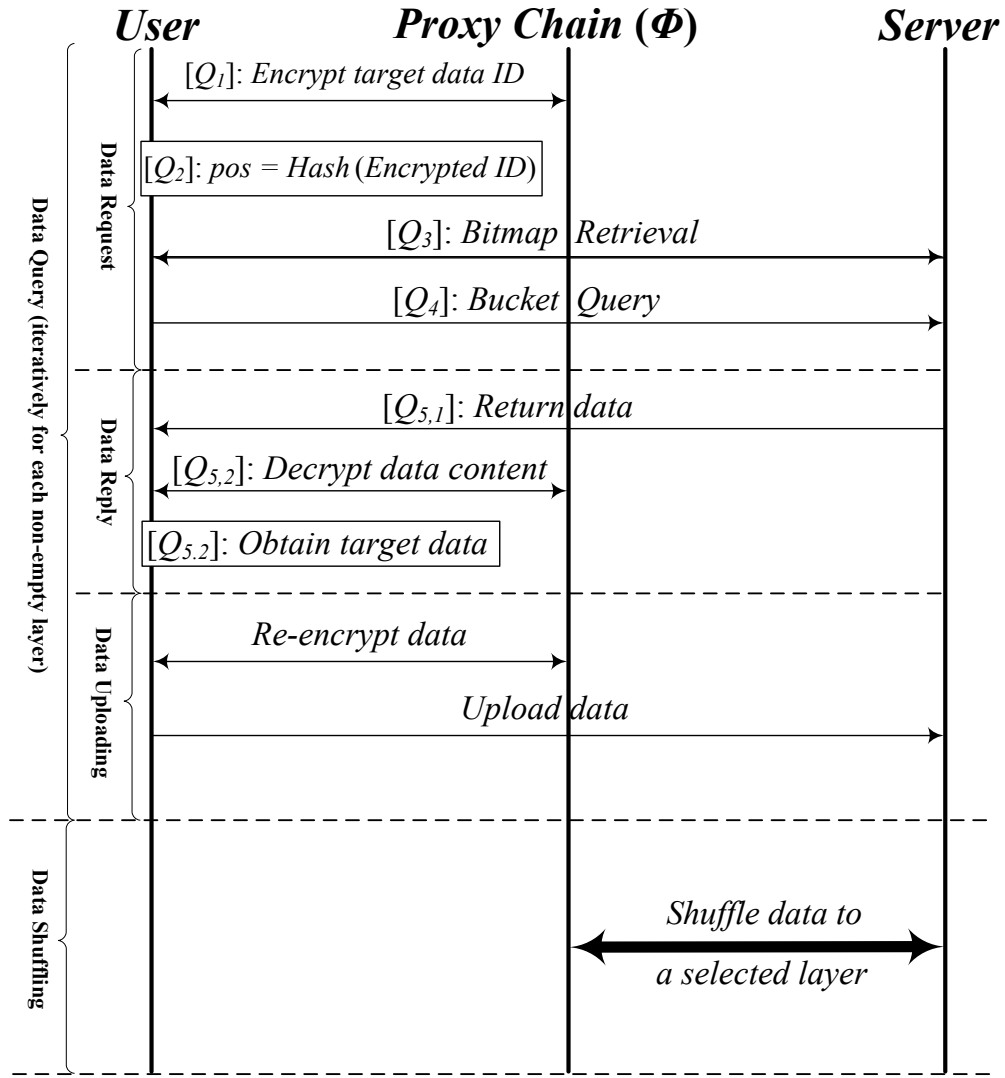 User Proxy Chain (Φ) Server
[Q1]: Encrypt target data ID
[Q2]: pos = Hash (Encrypted ID)
[Q3]: Bitmap Retrieval
[Q4]: Bucket Query
Data Request
[Q5,1]: Return data
[Q5,2]: Decrypt data content
[Q5.2]: Obtain target data
Data Reply
Re-encrypt data
Upload data
Data Uploading
Data Query (iteratively for each non-empty
layer)
Shuffle data to
a selected layer
Data Shuffling